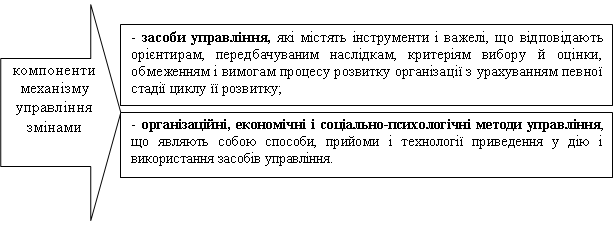 компоненти
механізму
управління
змінами
- засоби управління, які містять інструменти і важелі, що відповідають
орієнтирам, передбачуваним наслідкам, критеріям вибору й оцінки,
обмеженням і вимогам процесу розвитку організації з урахуванням певної
стадії циклу її розвитку;
- організаційні, економічні і соціально-психологічні методи управління,
що являють собою способи, прийоми і технології приведення у дію і
використання засобів управління.